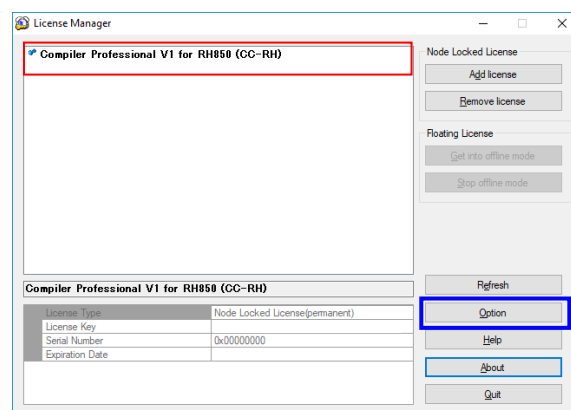 License Manager
Compiler Professional V1 for RH850 (CC-RH)
Node Locked License
Add license
Remove license
Floating License
Get into offline mode
Stop offline mode
Compiler Professional V1 for RH850 (CC-RH)
Refresh
License Type Node Locked License(permanent)
Option
License Key
Serial Number 0x00000000
Help
Expiration Date
About
Quit